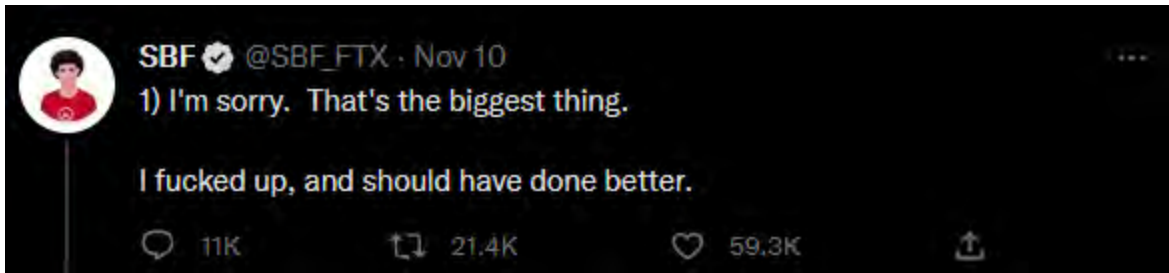 SBF @SBF_FTX · Nov 10
1) I'm sorry.  That's the biggest thing.
I fucked up, and should have done better.
11K 21.4K 59.3K